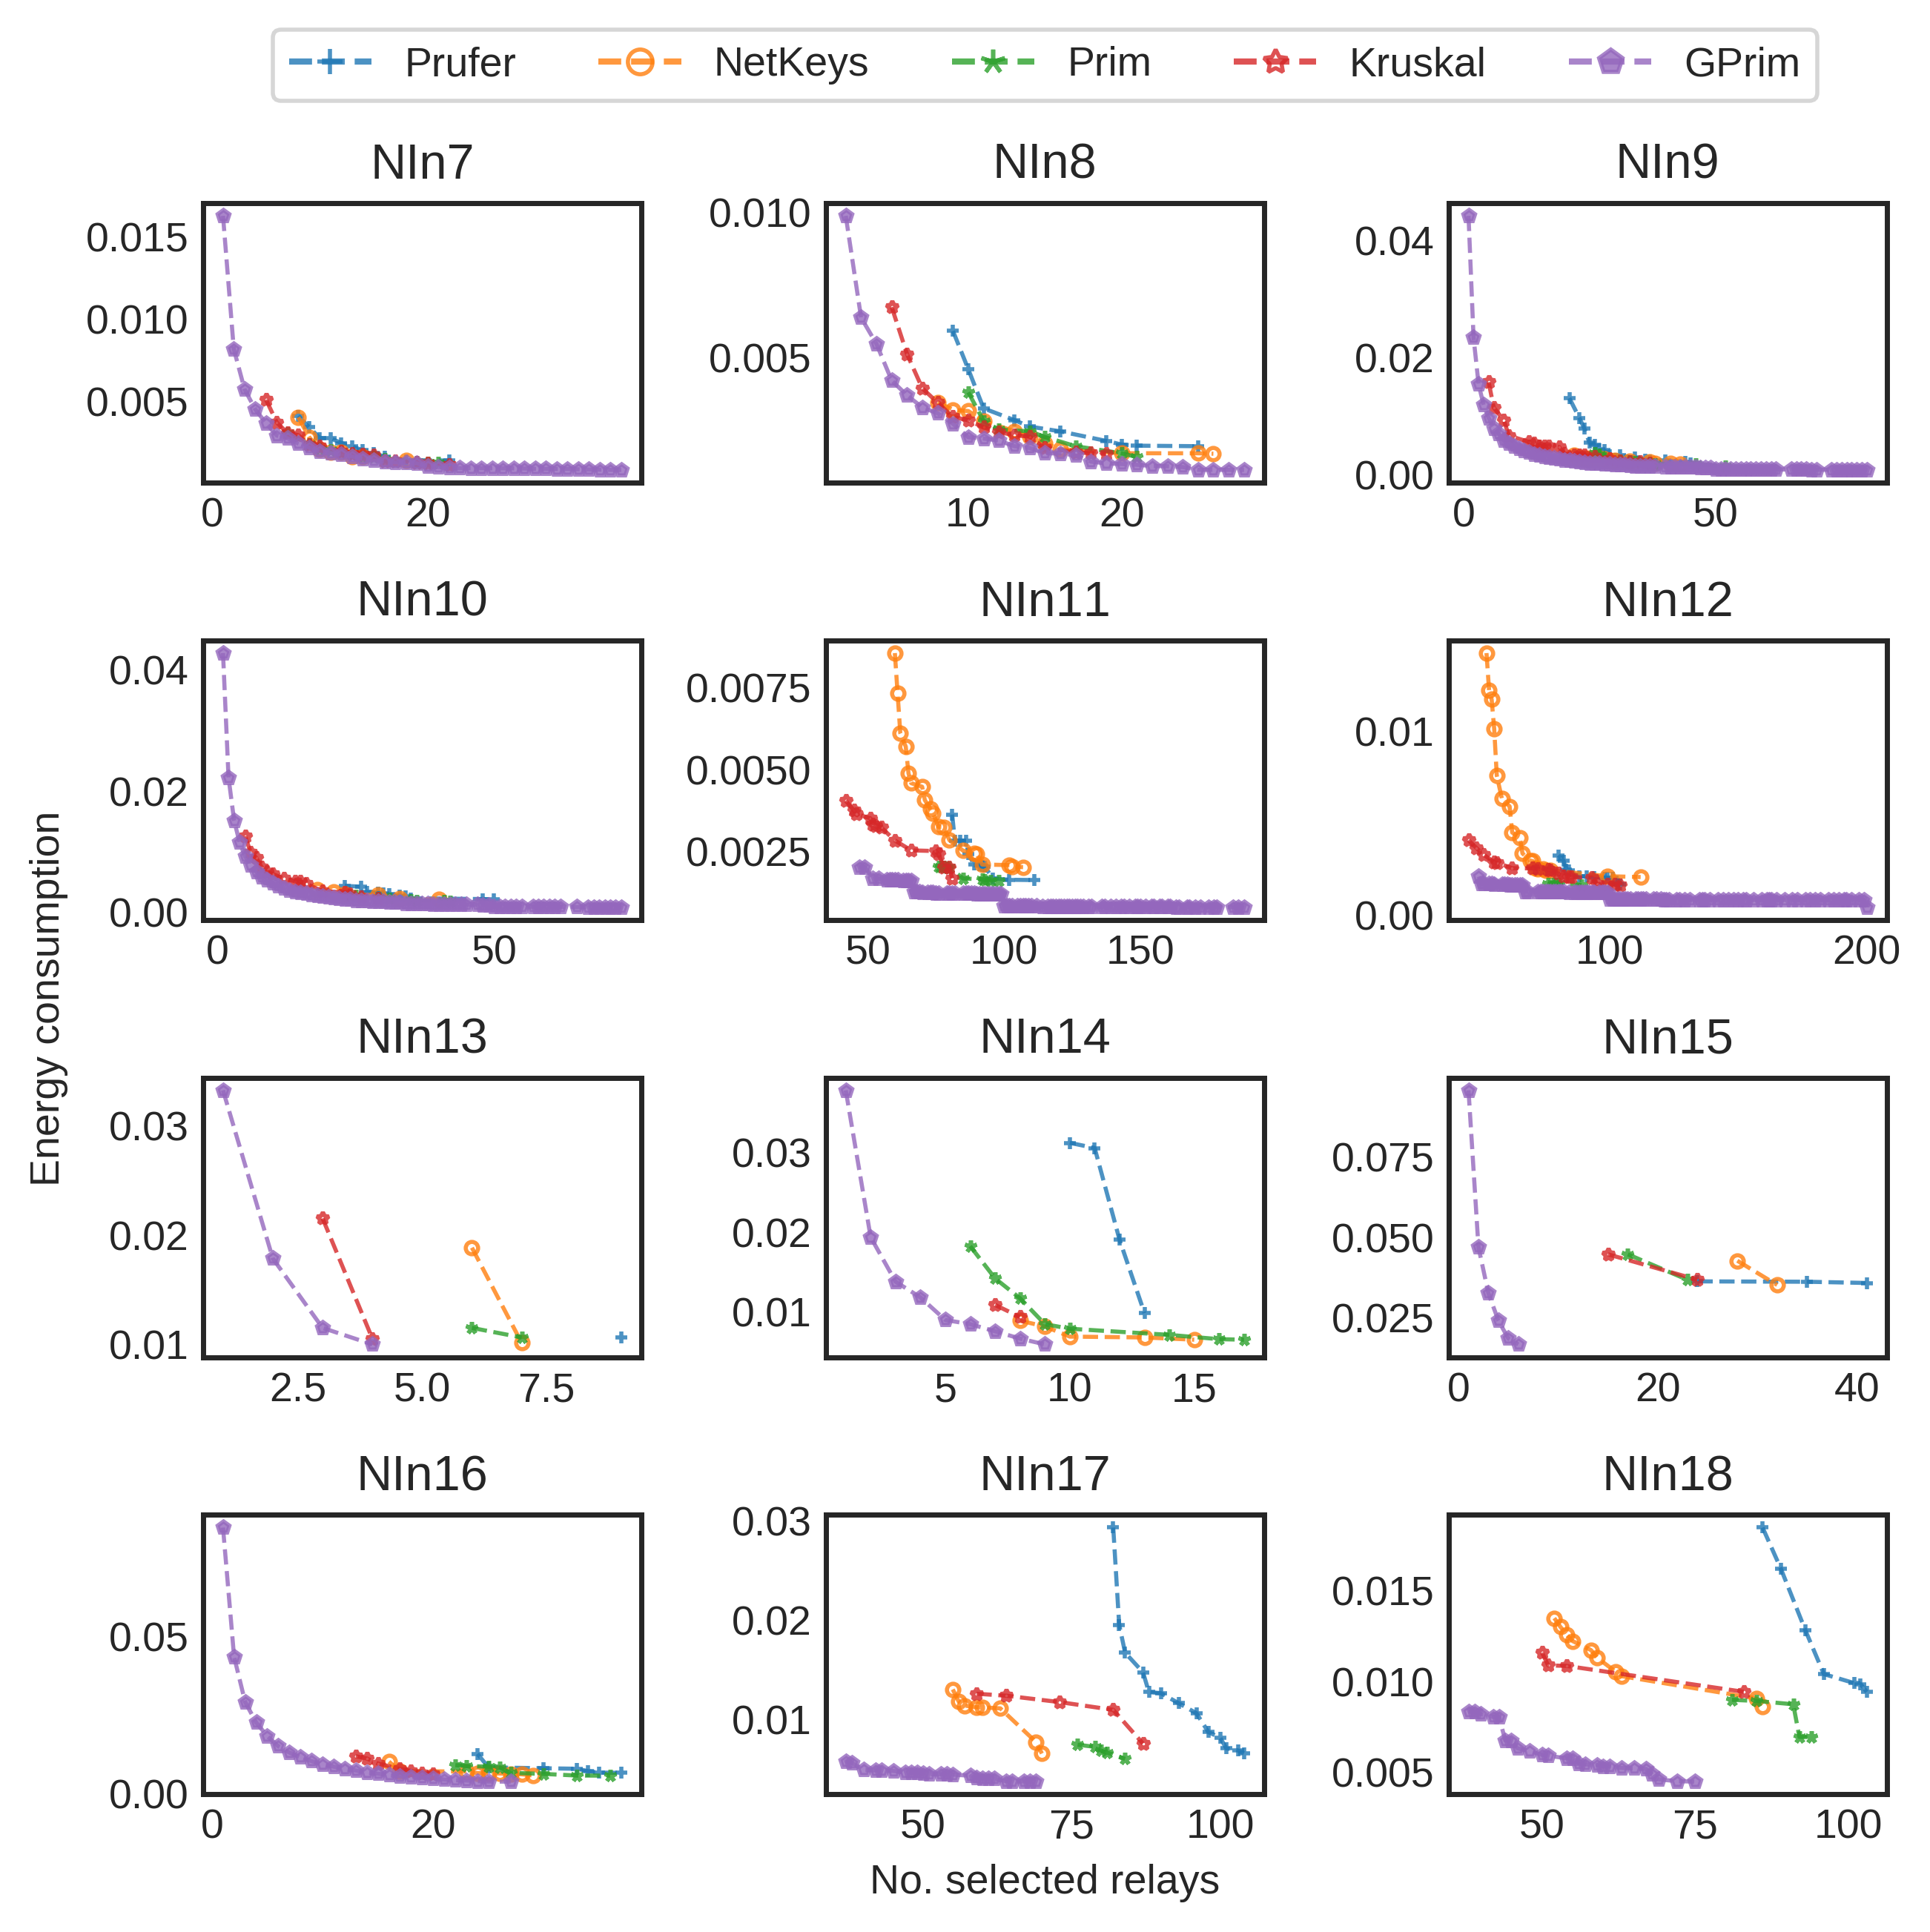 Prufer NetKeys Prim Kruskal GPrim
NIn7 NIn8 NIn9
0.015 0.010 0.005
0 20
0.010 0.005
10 20
0.04 0.02 0.00
0 50
NIn10 NIn11 NIn12
0.04 0.02 0.00
0 50
0.0075 0.0050 0.0025
50 100 150
0.01 0.00
100 200
Energy consumption
NIn13 NIn14 NIn15
0.03 0.02 0.01
2.5 5.0 7.5
0.03 0.02 0.01
5 10 15
0.075 0.050 0.025
0 20 40
NIn16 NIn17 NIn18
0.05 0.00
0 20
0.03 0.02 0.01
50 75 100
0.015 0.010 0.005
50 75 100
No. selected relays